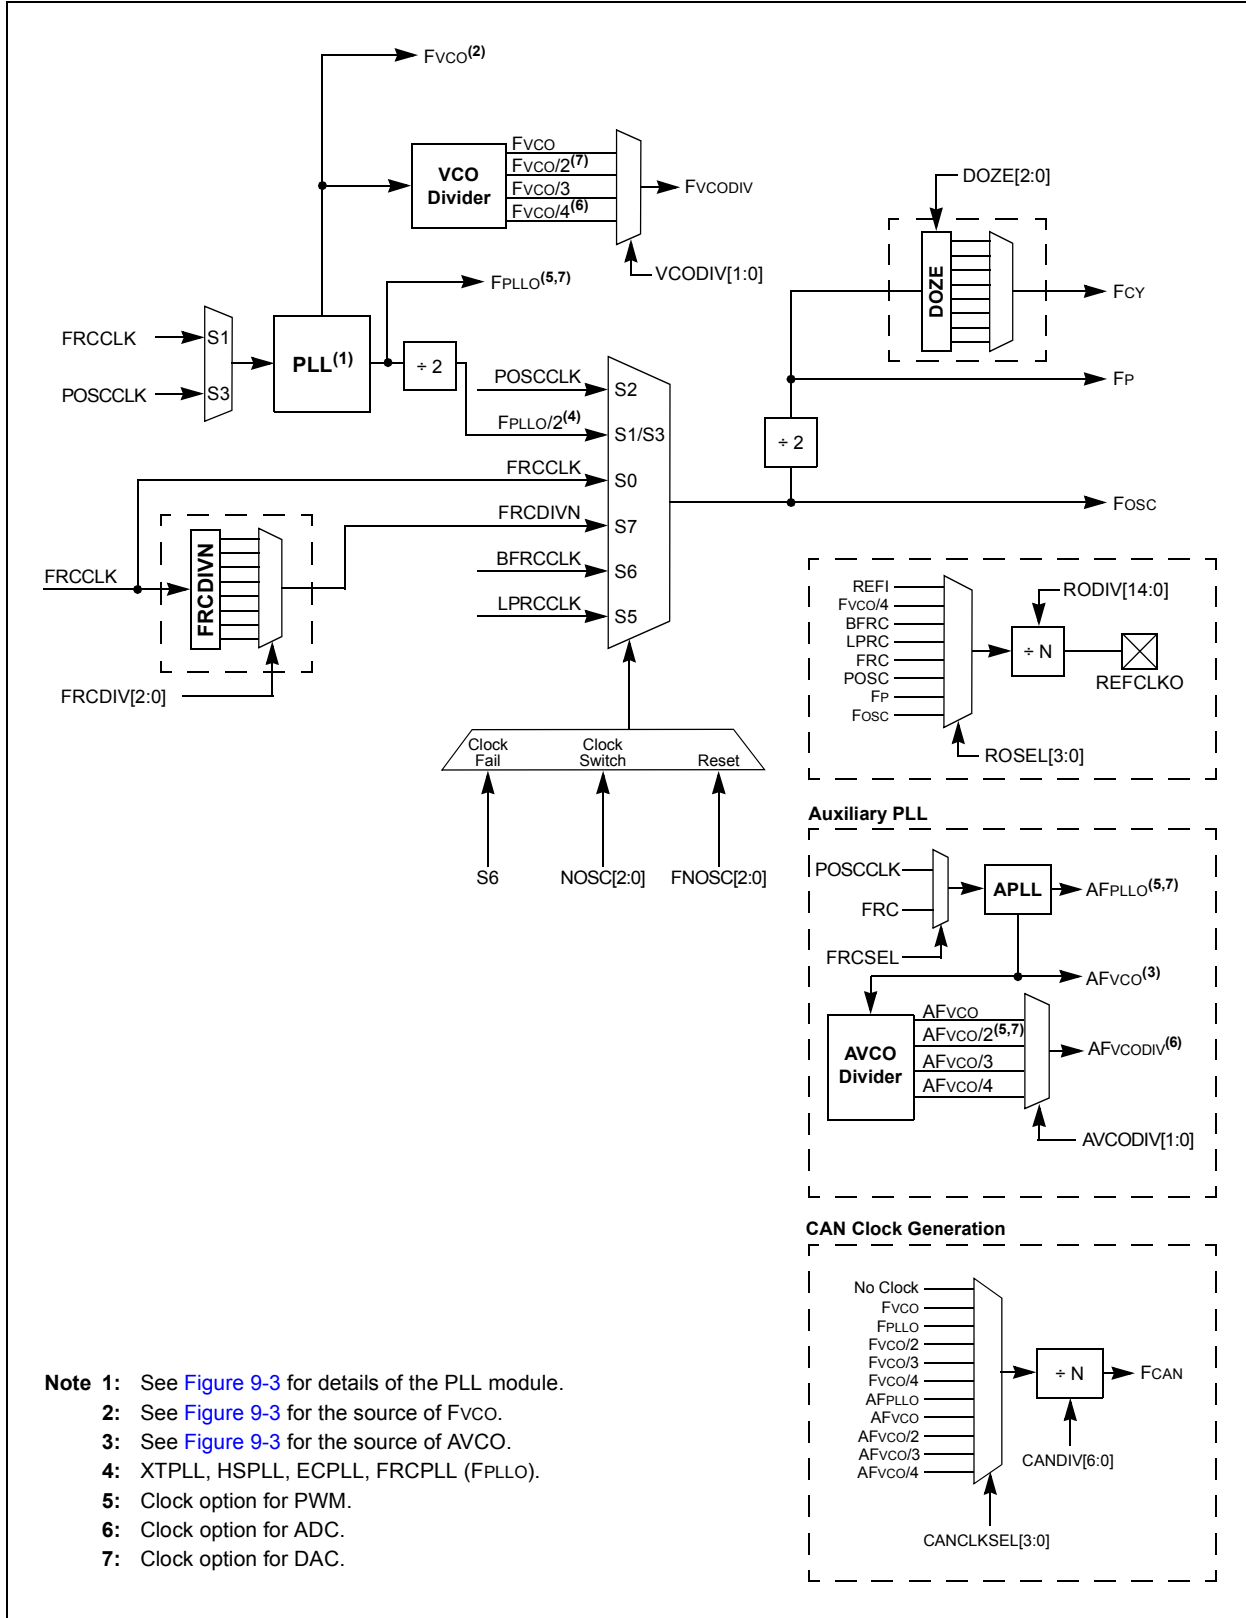 FVCO(2)
VCO
Divider
FVCO
FVCO/2(7)
FVCO/3
FVCO/4(6)
FVCODIV
VCODIV[1:0]
FPLLO(5,7)
FRCCLK
POSCCLK
S1
S3
PLL(1)
÷ 2
POSCCLK
FPLLO/2(4)
FRCCLK
FRCDIVN
BFRCCLK
LPRCCLK
S2
S1/S3
S0
S7
S6
S5
FRCCLK
FRCDIVN
FRCDIV[2:0]
Clock
Fail
Clock
Switch
Reset
S6
NOSC[2:0]
FNOSC[2:0]
DOZE[2:0]
DOZE
FCY
FP
÷ 2
FOSC
REFI
FVCO/4
BFRC
LPRC
FRC
POSC
FP
FOSC
RODIV[14:0]
÷ N
REFCLKO
ROSEL[3:0]
Auxiliary PLL
POSCCLK
FRC
FRCSEL
APLL
AFPLLO(5,7)
AFVCO(3)
AVCO
Divider
AFVCO
AFVCO/2(5,7)
AFVCO/3
AFVCO/4
AFVCODIV(6)
AVCODIV[1:0]
CAN Clock Generation
No Clock
FVCO
FPLLO
FVCO/2
FVCO/3
FVCO/4
AFPLLO
AFVCO
AFVCO/2
AFVCO/3
AFVCO/4
÷ N
FCAN
CANDIV[6:0]
CANCLKSEL[3:0]
Note 1: See Figure 9-3 for details of the PLL module.
2: See Figure 9-3 for the source of FVCO.
3: See Figure 9-3 for the source of AVCO.
4: XTPLL, HSPLL, ECPLL, FRCPLL (FPLLO).
5: Clock option for PWM.
6: Clock option for ADC.
7: Clock option for DAC.